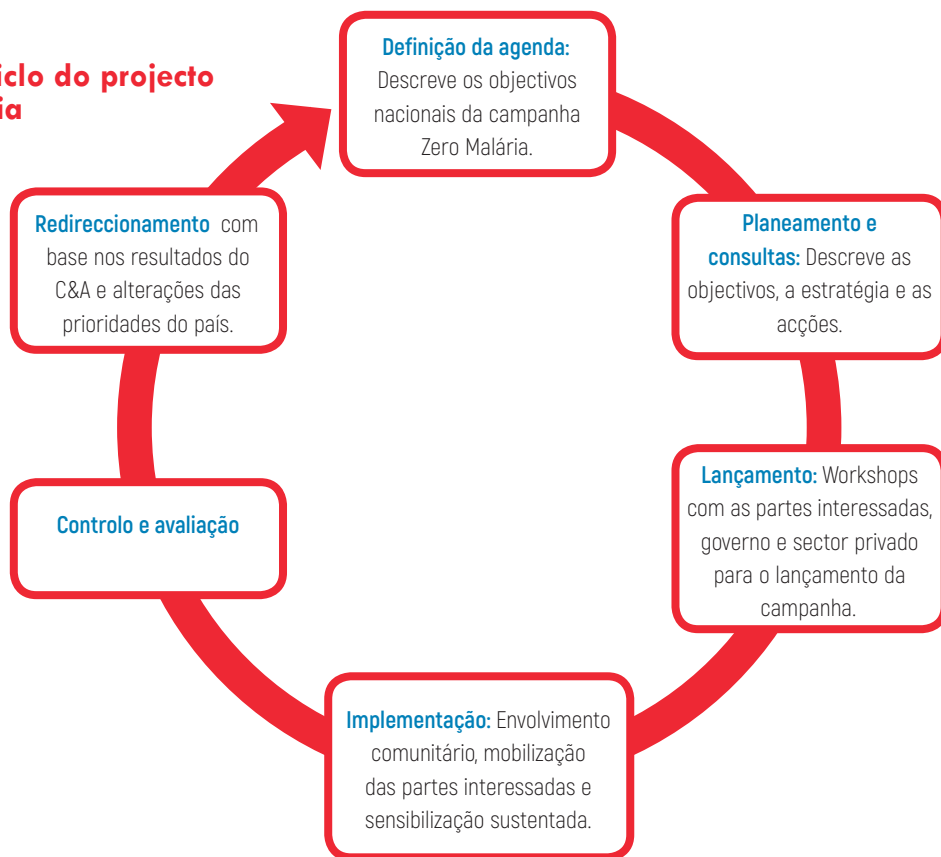 iclo do projecto
ia
Definição da agenda:
Descreve os objectivos
nacionais da campanha
Zero Malária.
Planeamento e
consultas: Descreve as
objectivos, a estratégia e as
acções.
Lançamento: Workshops
com as partes interessadas,
governo e sector privado
para o lançamento da
campanha.
Implementação: Envolvimento
comunitário, mobilização
das partes interessadas e
sensibilização sustentada.
Controlo e avaliação
Redireccionamento com
base nos resultados do
C&A e alterações das
prioridades do país.